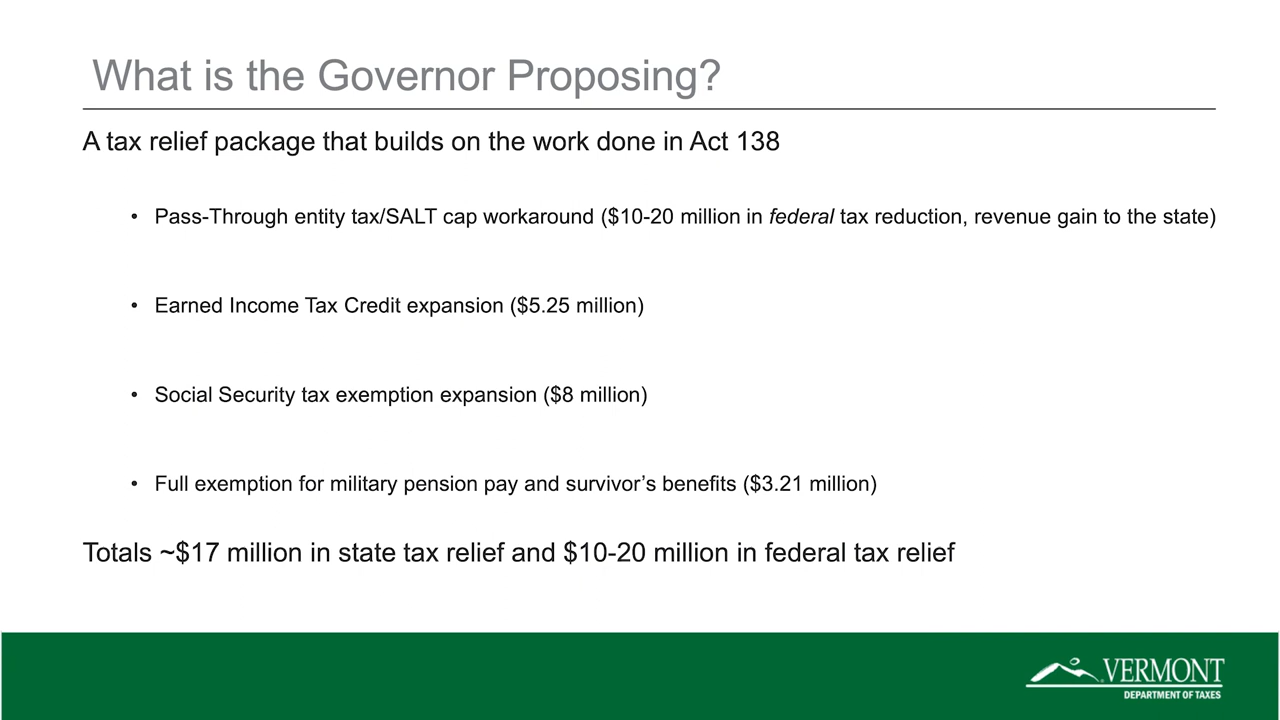 What is the Governor Proposing?
A tax relief package that builds on the work done in Act 138
• Pass-Through entity tax/SALT cap workaround ($10-20 million in federal tax reduction, revenue gain to the state)
• Earned Income Tax Credit expansion ($5.25 million)
• Social Security tax exemption expansion ($8 million)
• Full exemption for military pension pay and survivor’s benefits ($3.21 million)
Totals ~$17 million in state tax relief and $10-20 million in federal tax relief
VERMONT
DEPARTMENT OF TAXES